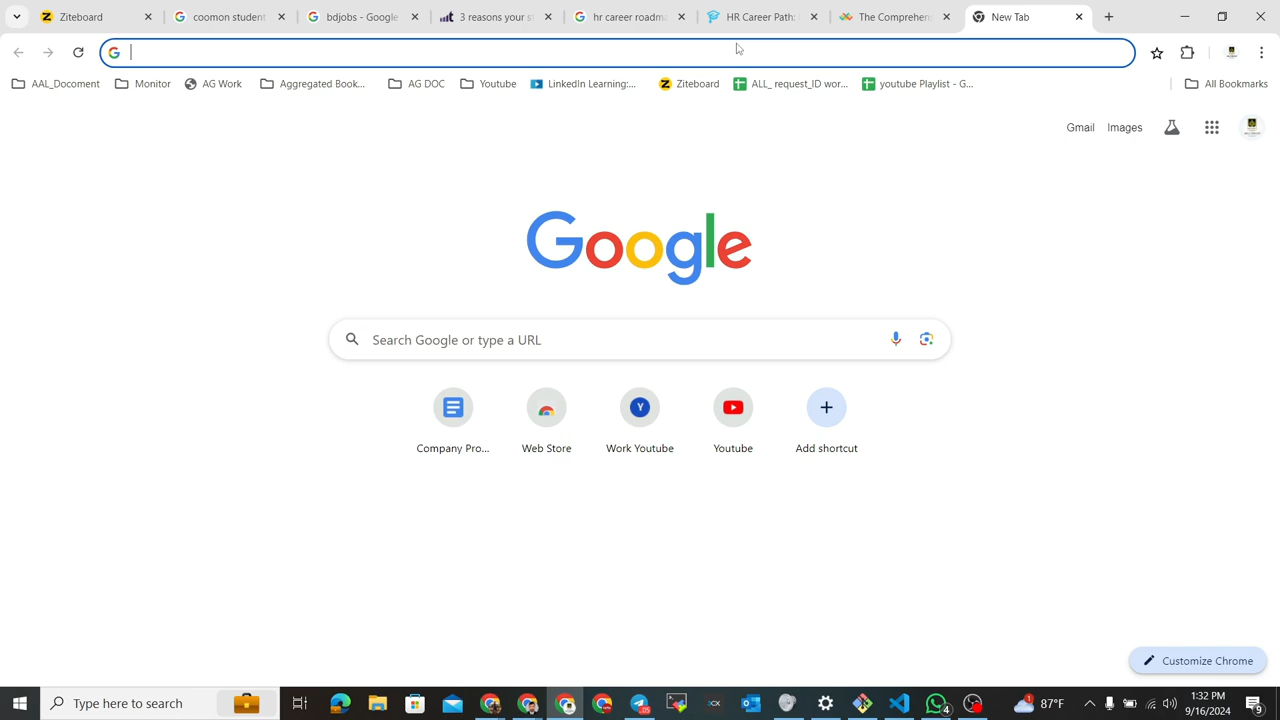 Ziteboard
coomon student
bdjobs - Google
3 reasons your st
hr career roadma
HR Career Path:
The Comprehen
New Tab
AAL_Docoment
Monitor
AG Work
Aggregated Book...
AG DOC
Youtube
LinkedIn Learning:...
Ziteboard
ALL_ request_ID wor...
youtube Playlist - G...
All Bookmarks
Gmail
Images
Google
Search Google or type a URL
Company Pro...
Web Store
Y
Work Youtube
Youtube
Add shortcut
Customize Chrome
Type here to search
87°F
1:32 PM
9/16/2024